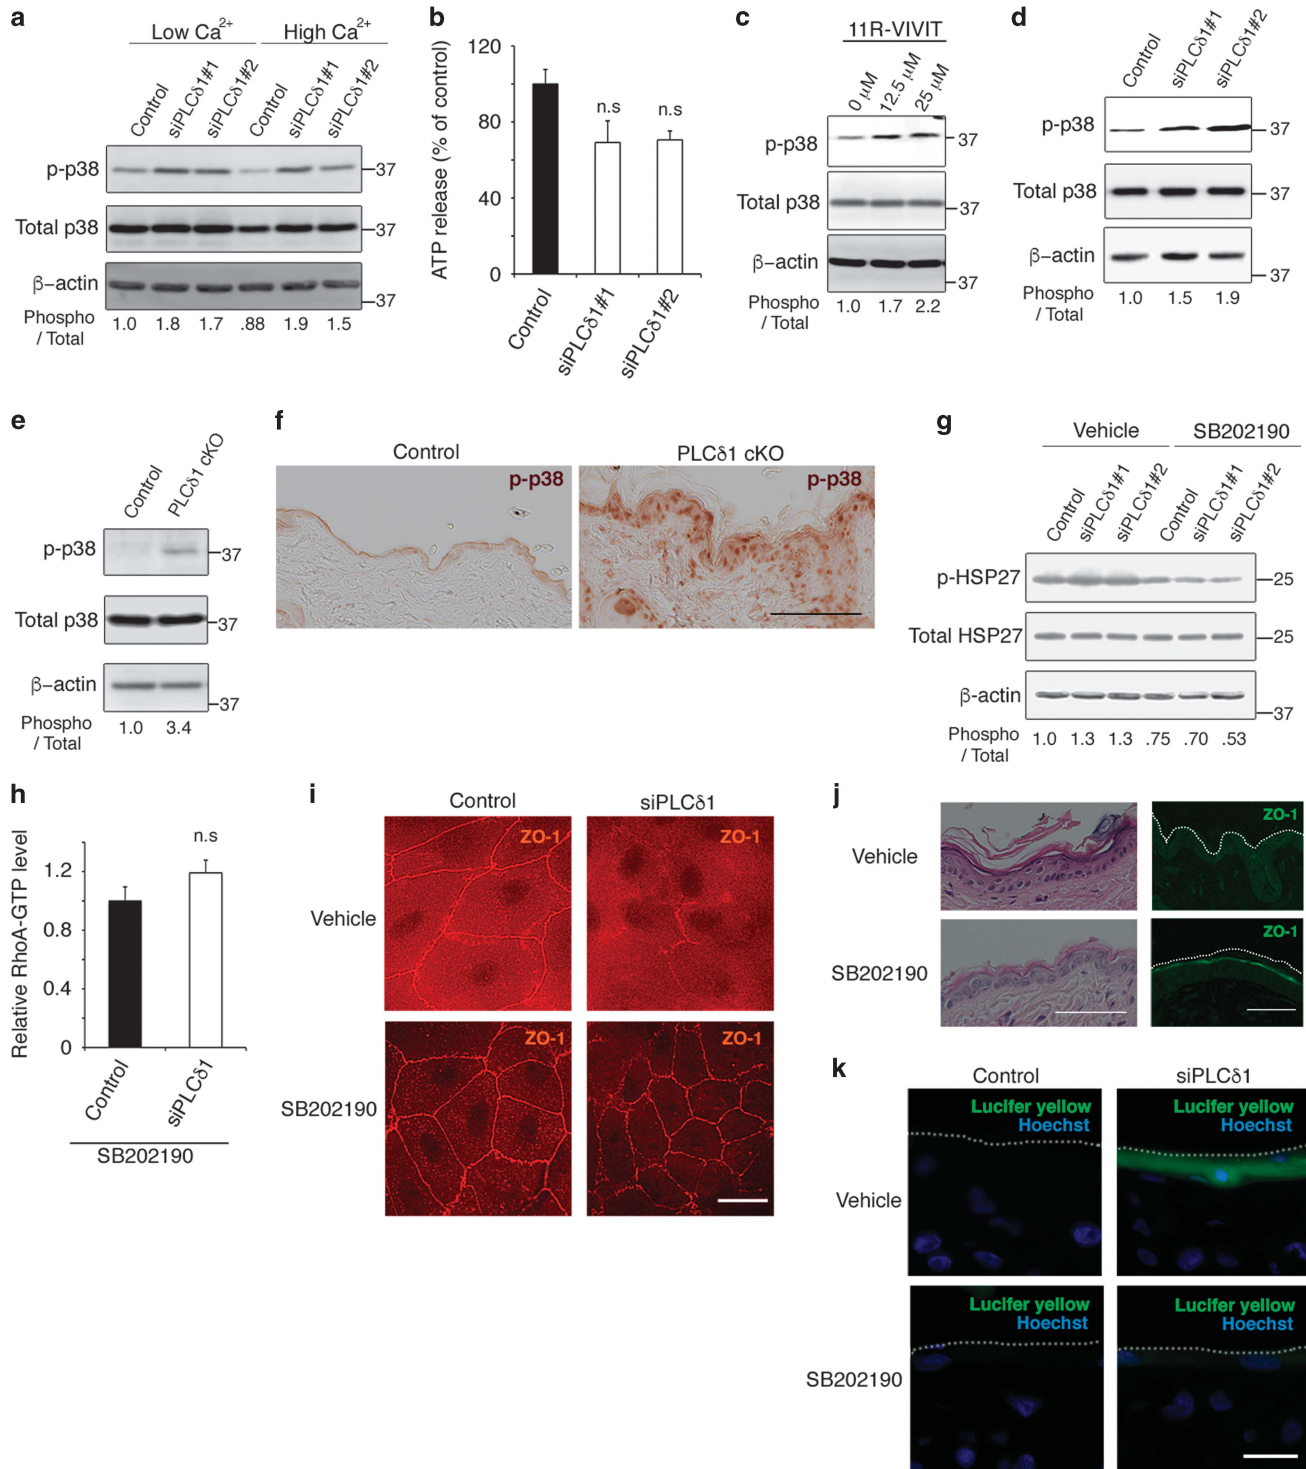 a
Low Ca2+ High Ca2+
Control siPLCδ1#1 siPLCδ1#2 Control siPLCδ1#1 siPLCδ1#2
p-p38 37
Total p38 37
β–actin 37
Phospho / Total 1.0 1.8 1.7 .88 1.9 1.5
b
ATP release (% of control)
120
80
40
0
n.s n.s
Control siPLCδ1#1 siPLCδ1#2
c
11R-VIVIT
0 μM 12.5 μM 25 μM
p-p38 37
Total p38 37
β–actin 37
Phospho / Total 1.0 1.7 2.2
d
Control siPLCδ1#1 siPLCδ1#2
p-p38 37
Total p38 37
β-actin 37
Phospho / Total 1.0 1.5 1.9
e
Control PLCδ1 cKO
p-p38 37
Total p38 37
β–actin 37
Phospho / Total 1.0 3.4
f
Control PLCδ1 cKO
p-p38 p-p38
g
Vehicle SB202190
Control siPLCδ1#1 siPLCδ1#2 Control siPLCδ1#1 siPLCδ1#2
p-HSP27 25
Total HSP27 25
β-actin 37
Phospho / Total 1.0 1.3 1.3 .75 .70 .53
h
Relative RhoA-GTP level
1.2
0.8
0.4
0
n.s
Control siPLCδ1
SB202190
i
Control siPLCδ1
Vehicle
ZO-1 ZO-1
SB202190
ZO-1 ZO-1
j
Vehicle
ZO-1
SB202190
ZO-1
k
Control siPLCδ1
Vehicle
Lucifer yellow Lucifer yellow
Hoechst Hoechst
SB202190
Lucifer yellow Lucifer yellow
Hoechst Hoechst